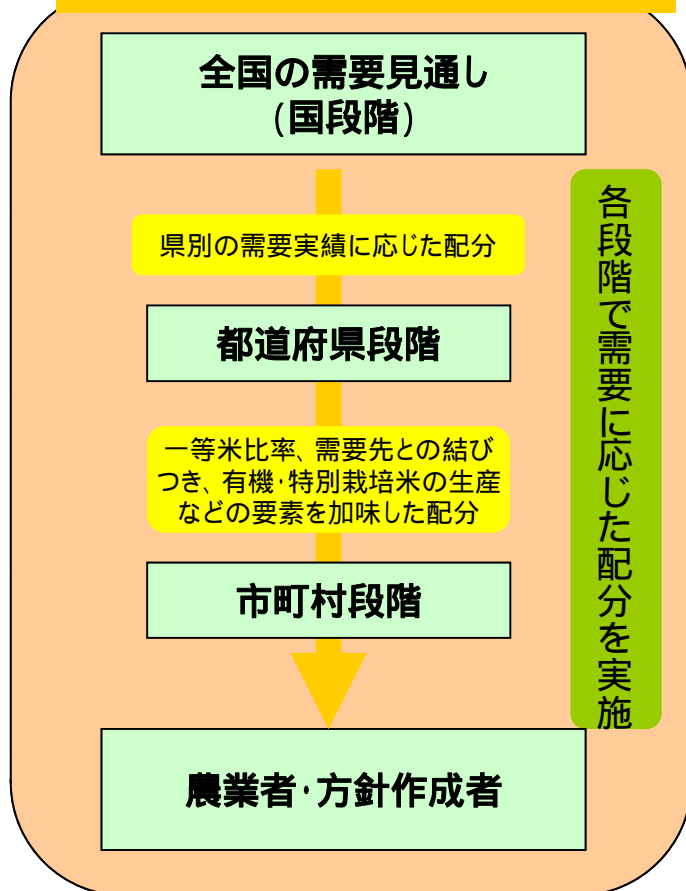 全国の需要見通し
(国段階)
県別の需要実績に応じた配分
都道府県段階
一等米比率、需要先との結び
つき、有機・特別栽培米の生産
などの要素を加味した配分
市町村段階
農業者・方針作成者
各段階で需要に応じた配分を実施